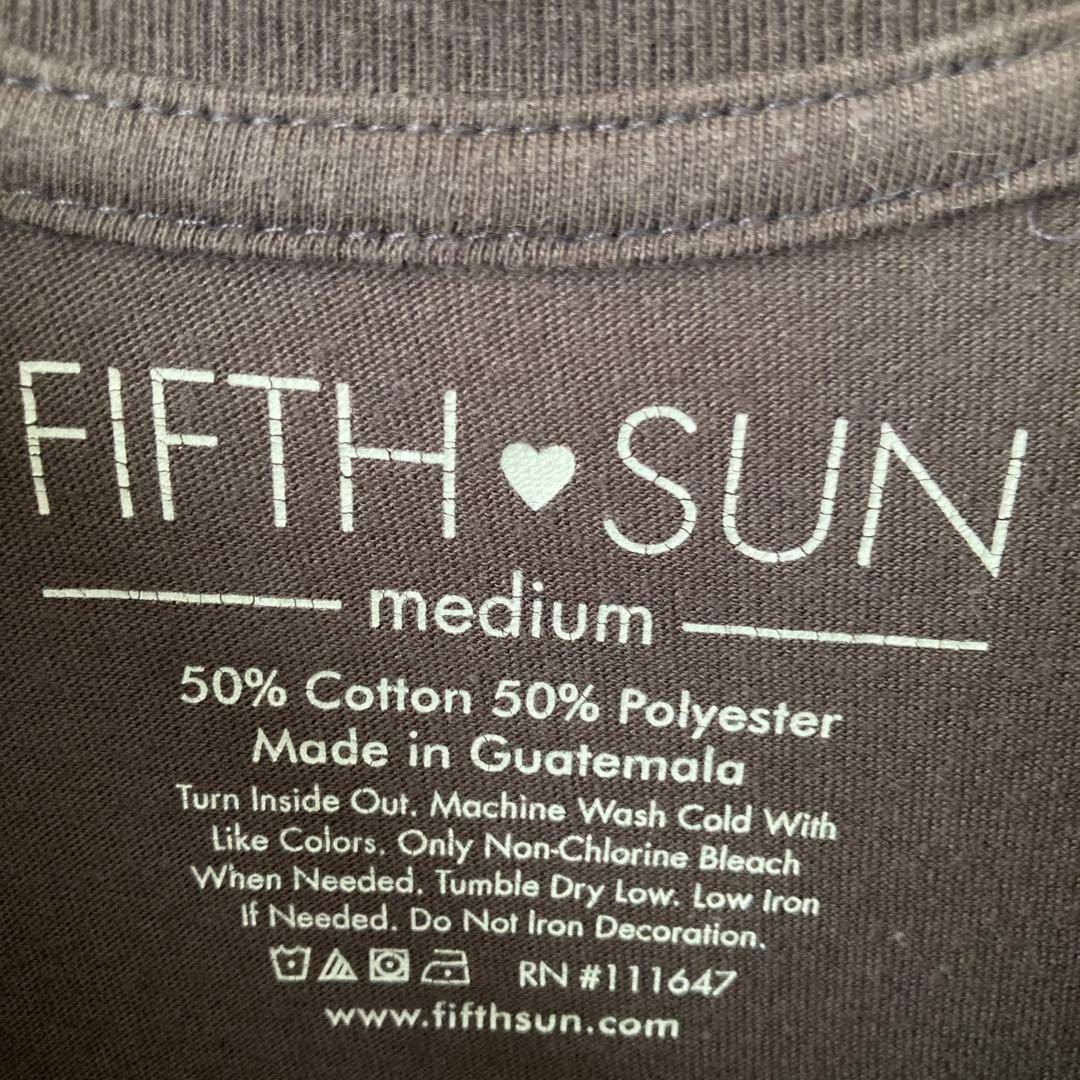 FIFTH ♥ SUN
medium
50% Cotton 50% Polyester
Made in Guatemala
Turn Inside Out. Machine Wash Cold With
Like Colors. Only Non-Chlorine Bleach
When Needed. Tumble Dry Low. Low Iron
If Needed. Do Not Iron Decoration.
RN #111647
www.fifthsun.com